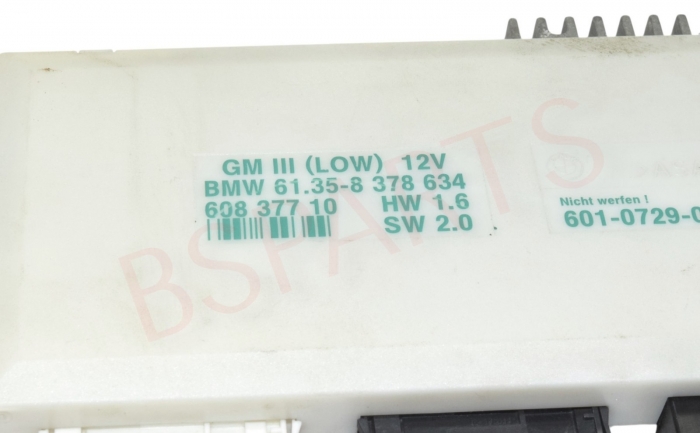 GM III (LOW) 12V
BMW 61.35-8 378 634
608 377 10 HW 1.6
SW 2.0
Nicht werfen !
601-0729-0
BSPARTS